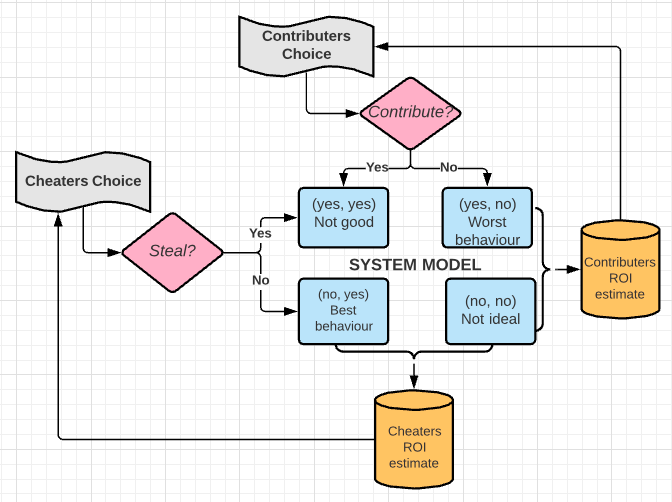 Contributers
Choice
Contribute?
Yes
No
Cheaters Choice
Steal?
Yes
No
(yes, yes)
Not good
(yes, no)
Worst
behaviour
SYSTEM MODEL
(no, yes)
Best
behaviour
(no, no)
Not ideal
Contributers
ROI
estimate
Cheaters
ROI
estimate